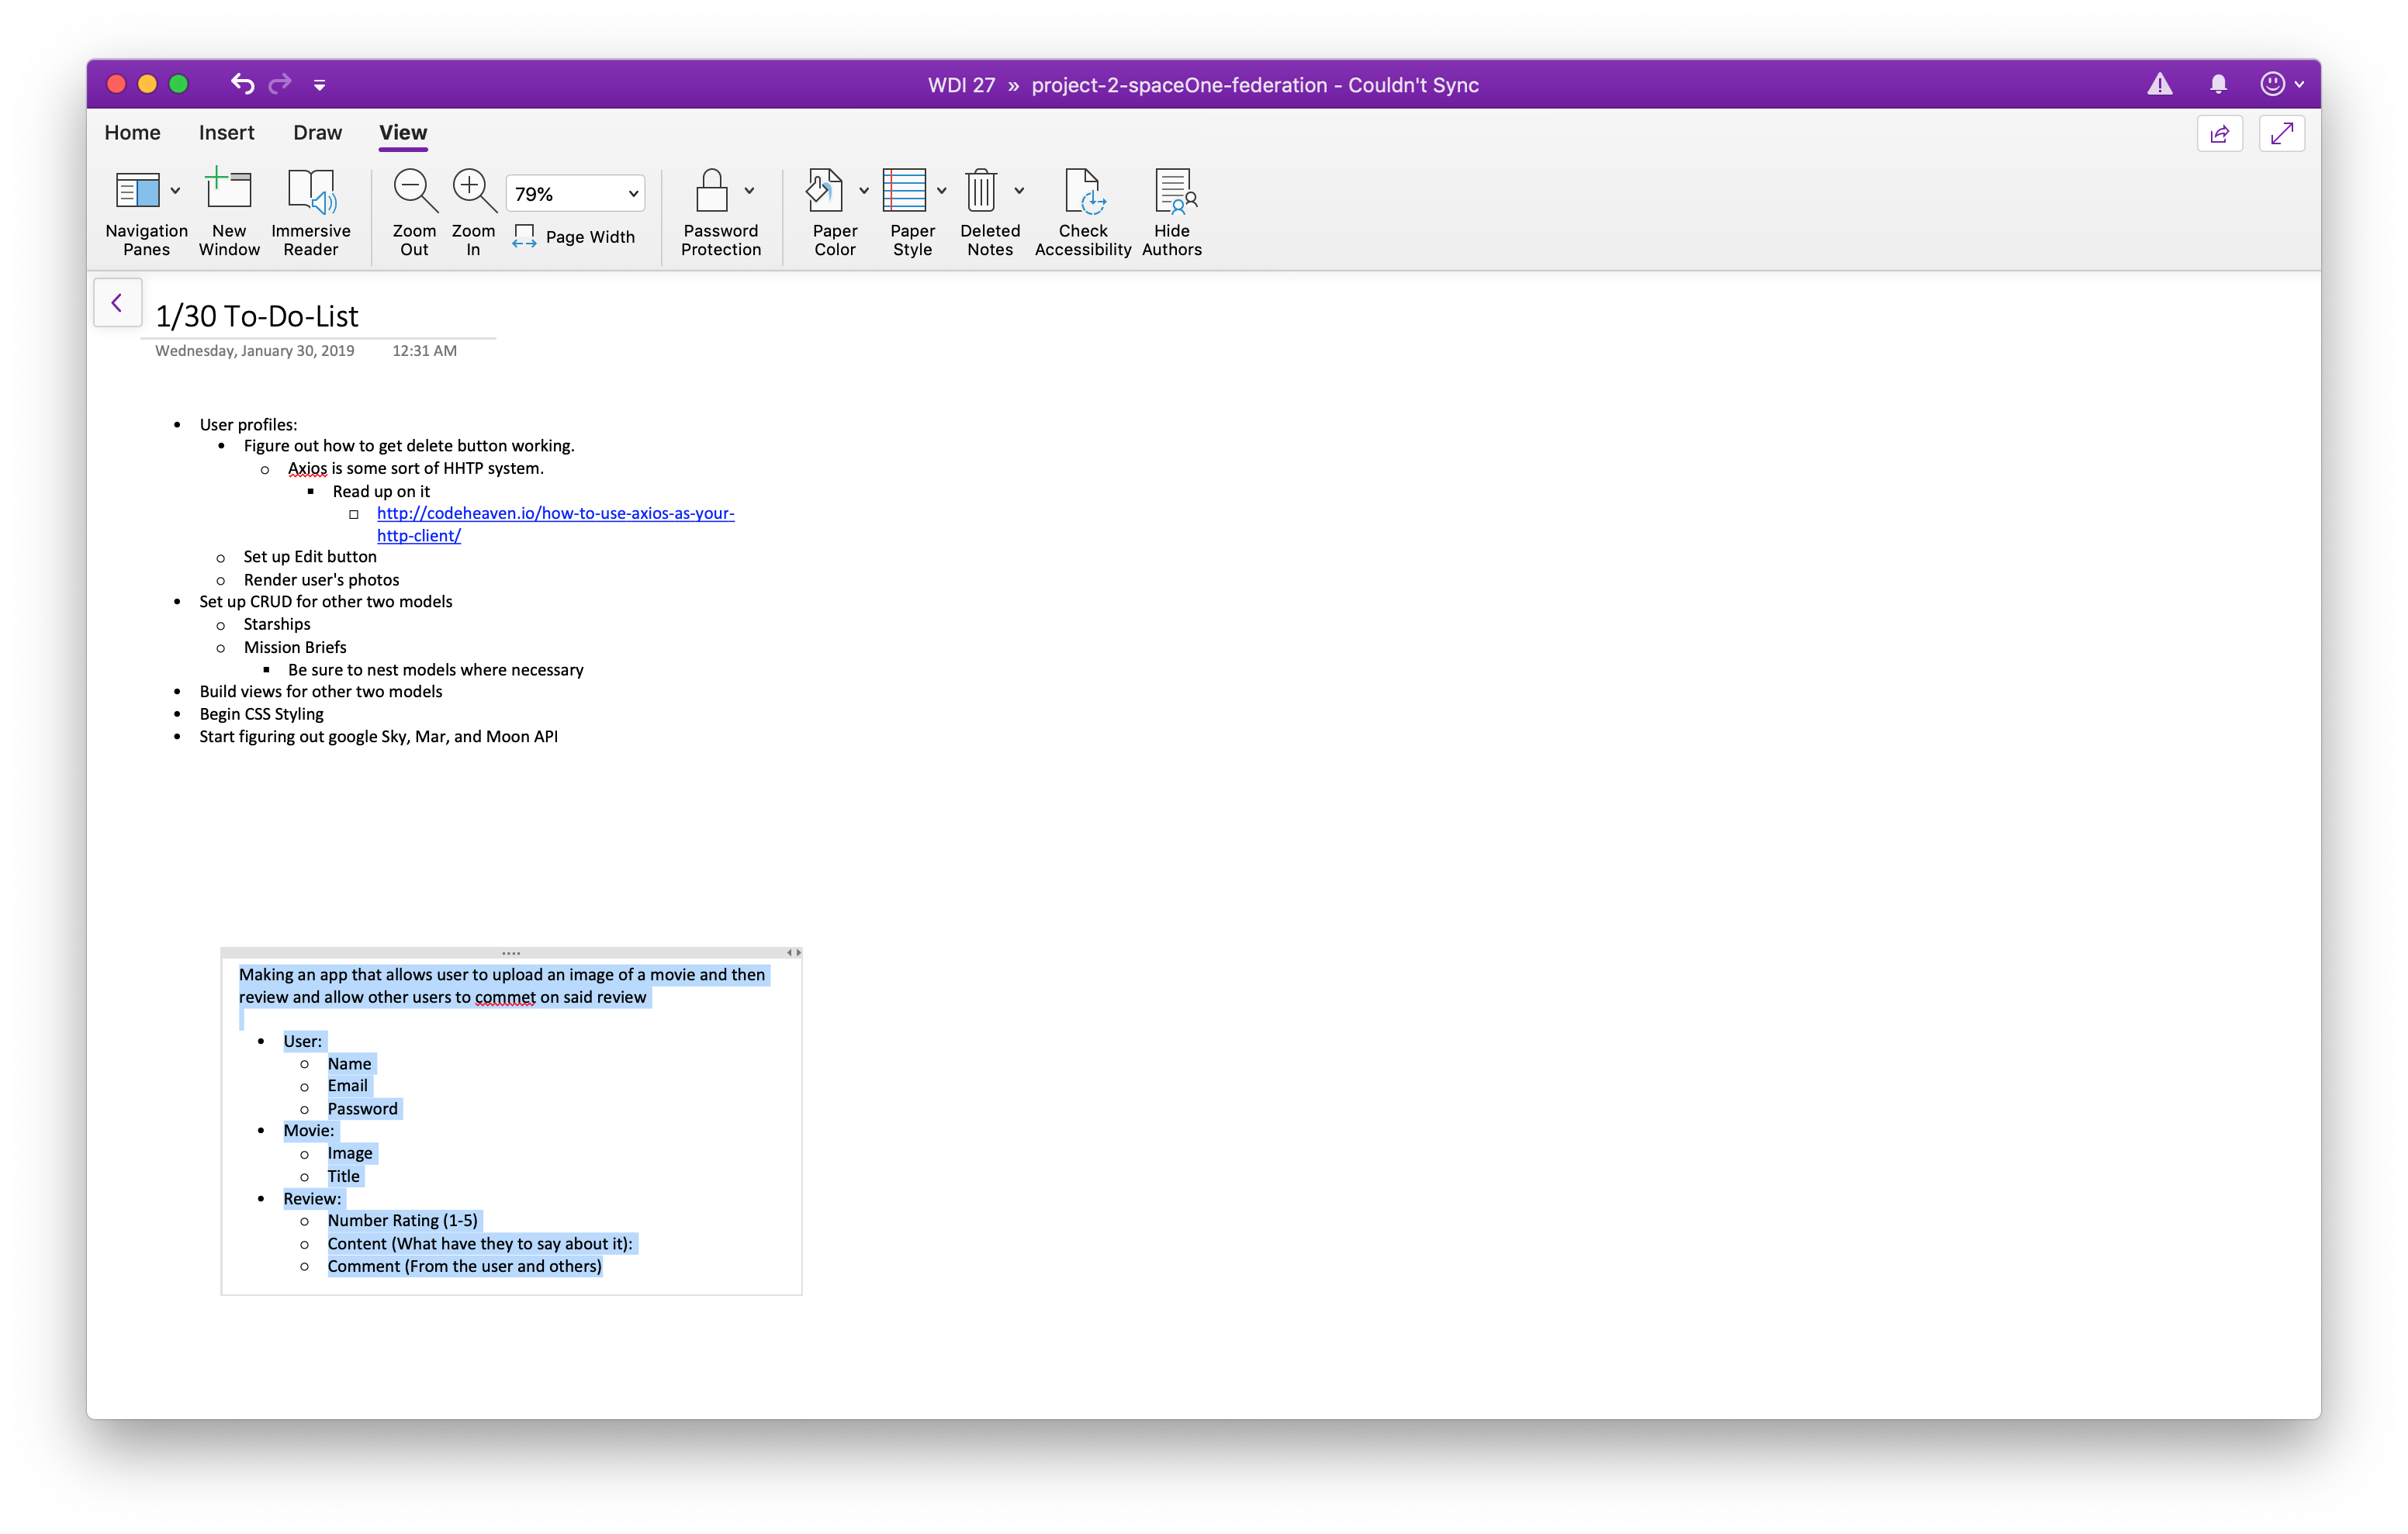 WDI 27 » project-2-spaceOne-federation - Couldn't Sync
Home Insert Draw View
79%
Page Width
Navigation Panes
New Window
Immersive Reader
Zoom Out
Zoom In
Password Protection
Paper Color
Paper Style
Deleted Notes
Check Accessibility
Hide Authors
1/30 To-Do-List
Wednesday, January 30, 2019 12:31 AM
• User profiles:
• Figure out how to get delete button working.
○ Axios is some sort of HHTP system.
▪ Read up on it
□ http://codeheaven.io/how-to-use-axios-as-your-
http-client/
○ Set up Edit button
○ Render user's photos
• Set up CRUD for other two models
○ Starships
○ Mission Briefs
▪ Be sure to nest models where necessary
• Build views for other two models
• Begin CSS Styling
• Start figuring out google Sky, Mar, and Moon API
Making an app that allows user to upload an image of a movie and then
review and allow other users to commet on said review
• User:
○ Name
○ Email
○ Password
• Movie:
○ Image
○ Title
• Review:
○ Number Rating (1-5)
○ Content (What have they to say about it):
○ Comment (From the user and others)